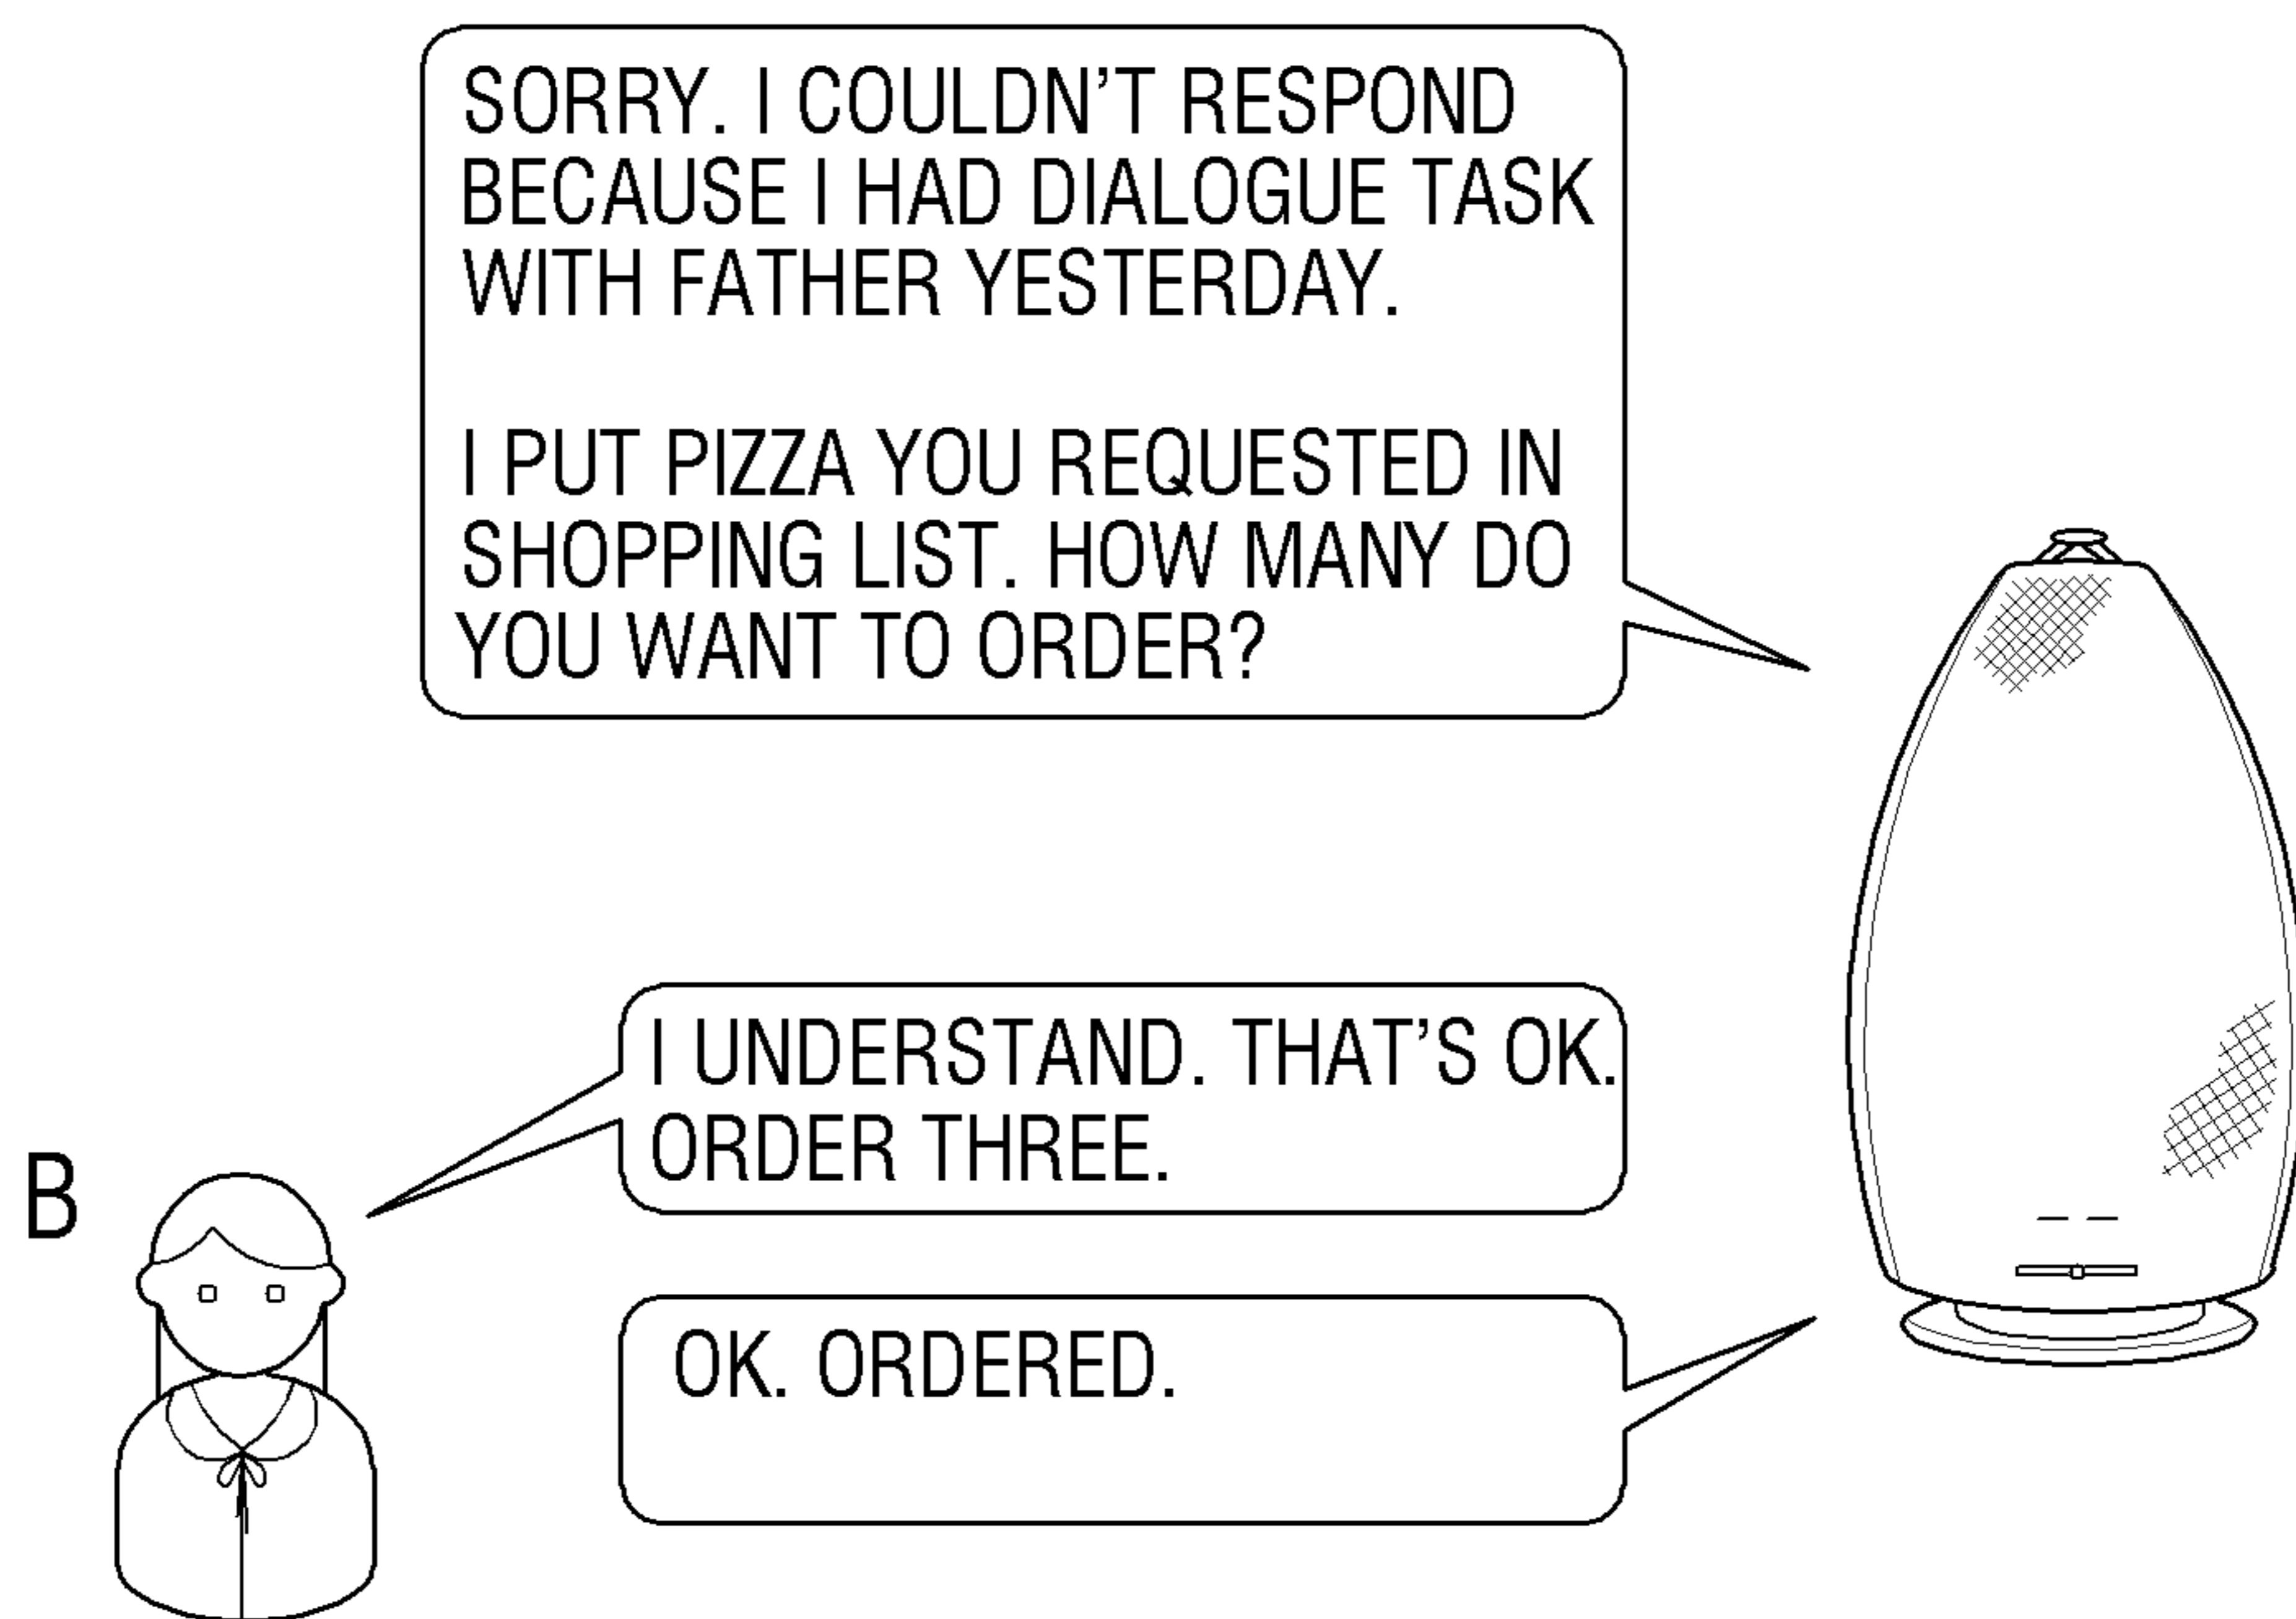 SORRY. I COULDN'T RESPOND
BECAUSE I HAD DIALOGUE TASK
WITH FATHER YESTERDAY.
I PUT PIZZA YOU REQUESTED IN
SHOPPING LIST. HOW MANY DO
YOU WANT TO ORDER?
I UNDERSTAND. THAT'S OK.
ORDER THREE.
B
OK. ORDERED.